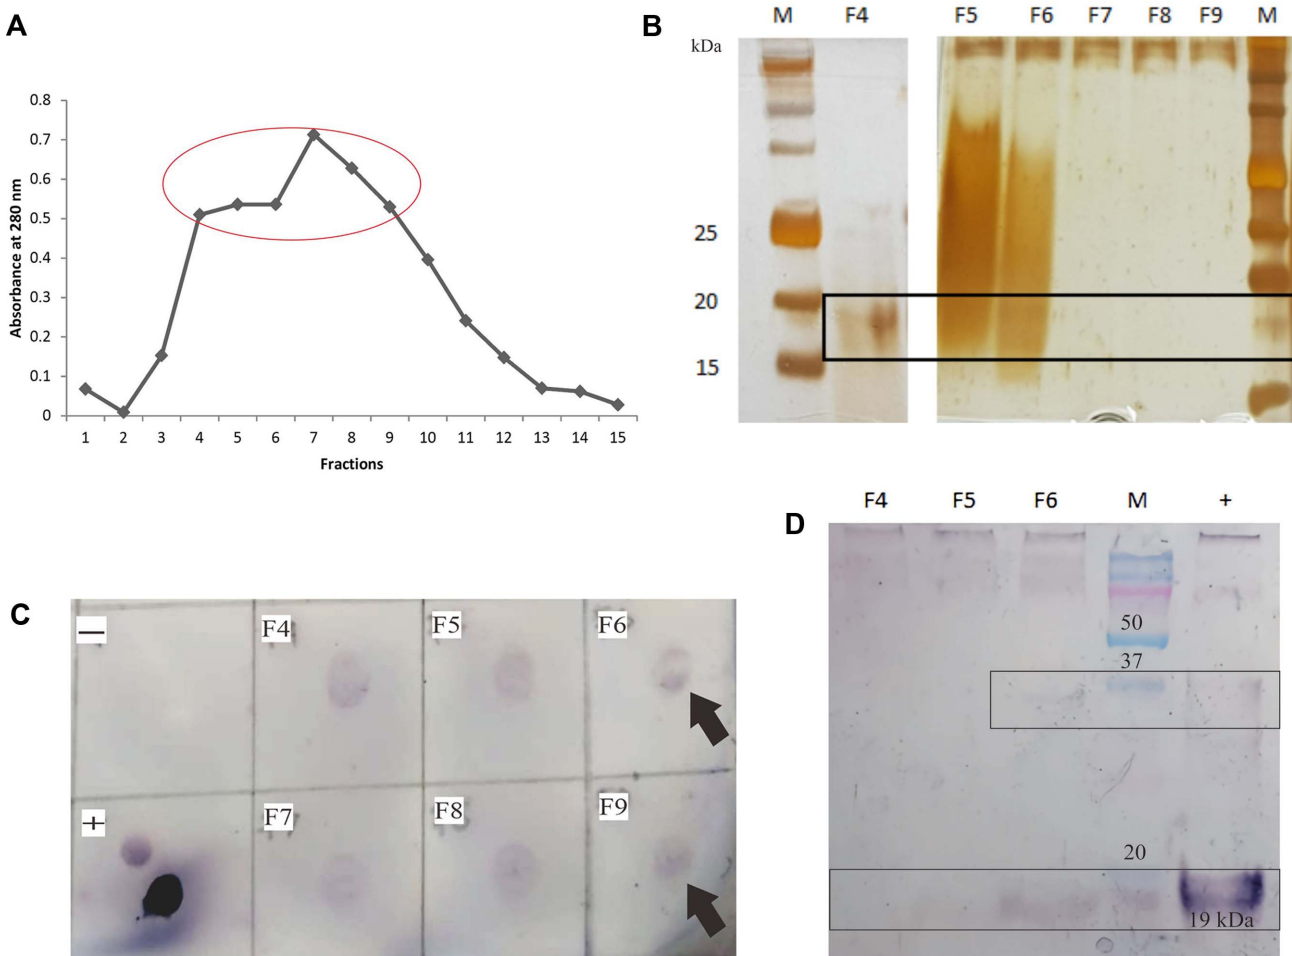 A
0.8
0.7
0.6
0.5
0.4
0.3
0.2
0.1
0
Absorbance at 280 nm
1 2 3 4 5 6 7 8 9 10 11 12 13 14 15
Fractions
B
M F4 F5 F6 F7 F8 F9 M
kDa
25
20
15
C
− F4 F5 F6
+ F7 F8 F9
D
F4 F5 F6 M +
50
37
20
19 kDa